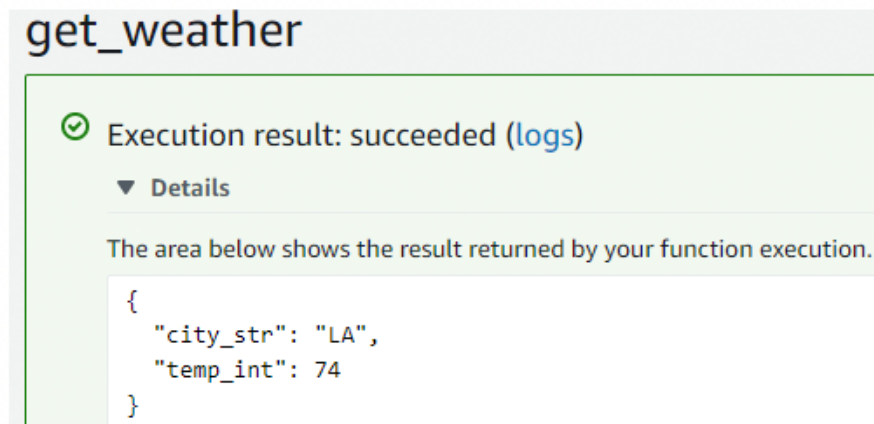 get_weather
Execution result: succeeded (logs)
Details
The area below shows the result returned by your function execution.
{
  "city_str": "LA",
  "temp_int": 74
}